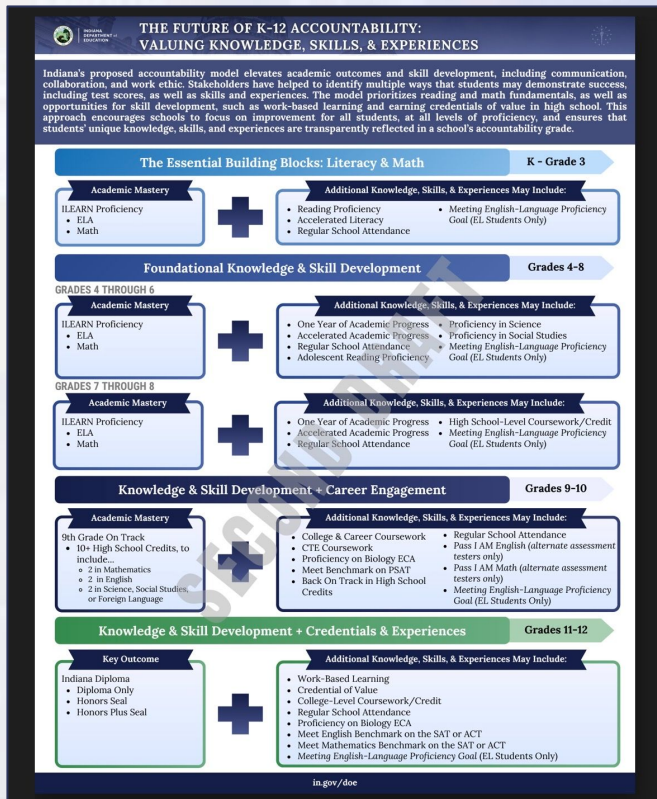 INDIANA
DEPARTMENT of
EDUCATION
THE FUTURE OF K-12 ACCOUNTABILITY:
VALUING KNOWLEDGE, SKILLS, & EXPERIENCES
Indiana's proposed accountability model elevates academic outcomes and skill development, including communication,
collaboration, and work ethic. Stakeholders have helped to identify multiple ways that students may demonstrate success,
including test scores, as well as skills and experiences. The model prioritizes reading and math fundamentals, as well as
opportunities for skill development, such as work-based learning and earning credentials of value in high school. This
approach encourages schools to focus on improvement for all students, at all levels of proficiency, and ensures that
students' unique knowledge, skills, and experiences are transparently reflected in a school's accountability grade.
The Essential Building Blocks: Literacy & Math
K - Grade 3
Academic Mastery
ILEARN Proficiency
• ELA
• Math
Additional Knowledge, Skills, & Experiences May Include:
• Reading Proficiency
• Accelerated Literacy
• Regular School Attendance
• Meeting English-Language Proficiency
Goal (EL Students Only)
Foundational Knowledge & Skill Development
Grades 4-8
GRADES 4 THROUGH 6
Academic Mastery
ILEARN Proficiency
• ELA
• Math
Additional Knowledge, Skills, & Experiences May Include:
• One Year of Academic Progress
• Accelerated Academic Progress
• Regular School Attendance
• Adolescent Reading Proficiency
• Proficiency in Science
• Proficiency in Social Studies
• Meeting English-Language Proficiency
Goal (EL Students Only)
GRADES 7 THROUGH 8
Academic Mastery
ILEARN Proficiency
• ELA
• Math
Additional Knowledge, Skills, & Experiences May Include:
• One Year of Academic Progress
• Accelerated Academic Progress
• Regular School Attendance
• High School-Level Coursework/Credit
• Meeting English-Language Proficiency
Goal (EL Students Only)
Knowledge & Skill Development + Career Engagement
Grades 9-10
Academic Mastery
9th Grade On Track
• 10+ High School Credits, to
include...
◦ 2 in Mathematics
◦ 2 in English
◦ 2 in Science, Social Studies,
or Foreign Language
Additional Knowledge, Skills, & Experiences May Include:
• College & Career Coursework
• CTE Coursework
• Proficiency on Biology ECA
• Meet Benchmark on PSAT
• Back On Track in High School
Credits
• Regular School Attendance
• Pass I AM English (alternate assessment
testers only)
• Pass I AM Math (alternate assessment
testers only)
• Meeting English-Language Proficiency
Goal (EL Students Only)
Knowledge & Skill Development + Credentials & Experiences
Grades 11-12
Key Outcome
Indiana Diploma
• Diploma Only
• Honors Seal
• Honors Plus Seal
Additional Knowledge, Skills, & Experiences May Include:
• Work-Based Learning
• Credential of Value
• College-Level Coursework/Credit
• Regular School Attendance
• Proficiency on Biology ECA
• Meet English Benchmark on the SAT or ACT
• Meet Mathematics Benchmark on the SAT or ACT
• Meeting English-Language Proficiency Goal (EL Students Only)
SECOND DRAFT
in.gov/doe